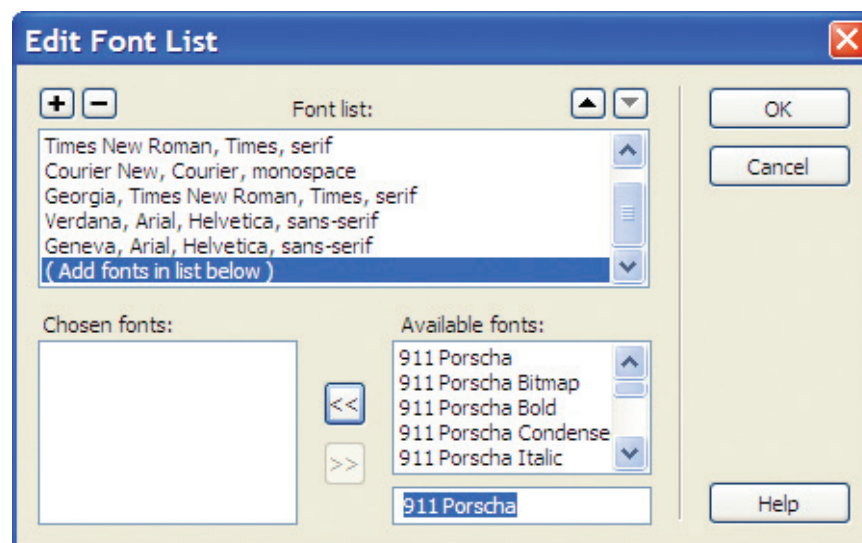 Edit Font List
Font list:
OK
Times New Roman, Times, serif
Courier New, Courier, monospace
Georgia, Times New Roman, Times, serif
Verdana, Arial, Helvetica, sans-serif
Geneva, Arial, Helvetica, sans-serif
( Add fonts in list below )
Cancel
Chosen fonts:
Available fonts:
911 Porscha
911 Porscha Bitmap
911 Porscha Bold
911 Porscha Condense
911 Porscha Italic
<<
>>
911 Porscha
Help